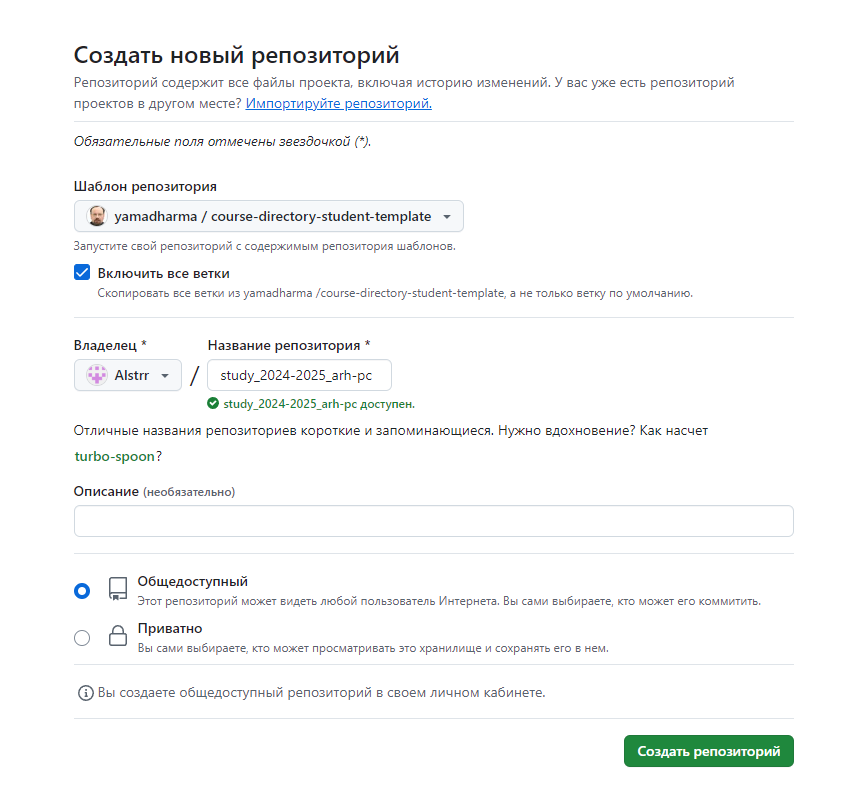 Создать новый репозиторий
Репозиторий содержит все файлы проекта, включая историю изменений. У вас уже есть репозиторий
проектов в другом месте? Импортируйте репозиторий.
Обязательные поля отмечены звездочкой (*).
Шаблон репозитория
yamadharma / course-directory-student-template
Запустите свой репозиторий с содержимым репозитория шаблонов.
Включить все ветки
Скопировать все ветки из yamadharma /course-directory-student-template, а не только ветку по умолчанию.
Владелец * Название репозитория *
Alstrr / study_2024-2025_arh-pc
study_2024-2025_arh-pc доступен.
Отличные названия репозиториев короткие и запоминающиеся. Нужно вдохновение? Как насчет
turbo-spoon?
Описание (необязательно)
Общедоступный
Этот репозиторий может видеть любой пользователь Интернета. Вы сами выбираете, кто может его коммитить.
Приватно
Вы сами выбираете, кто может просматривать это хранилище и сохранять его в нем.
Вы создаете общедоступный репозиторий в своем личном кабинете.
Создать репозиторий